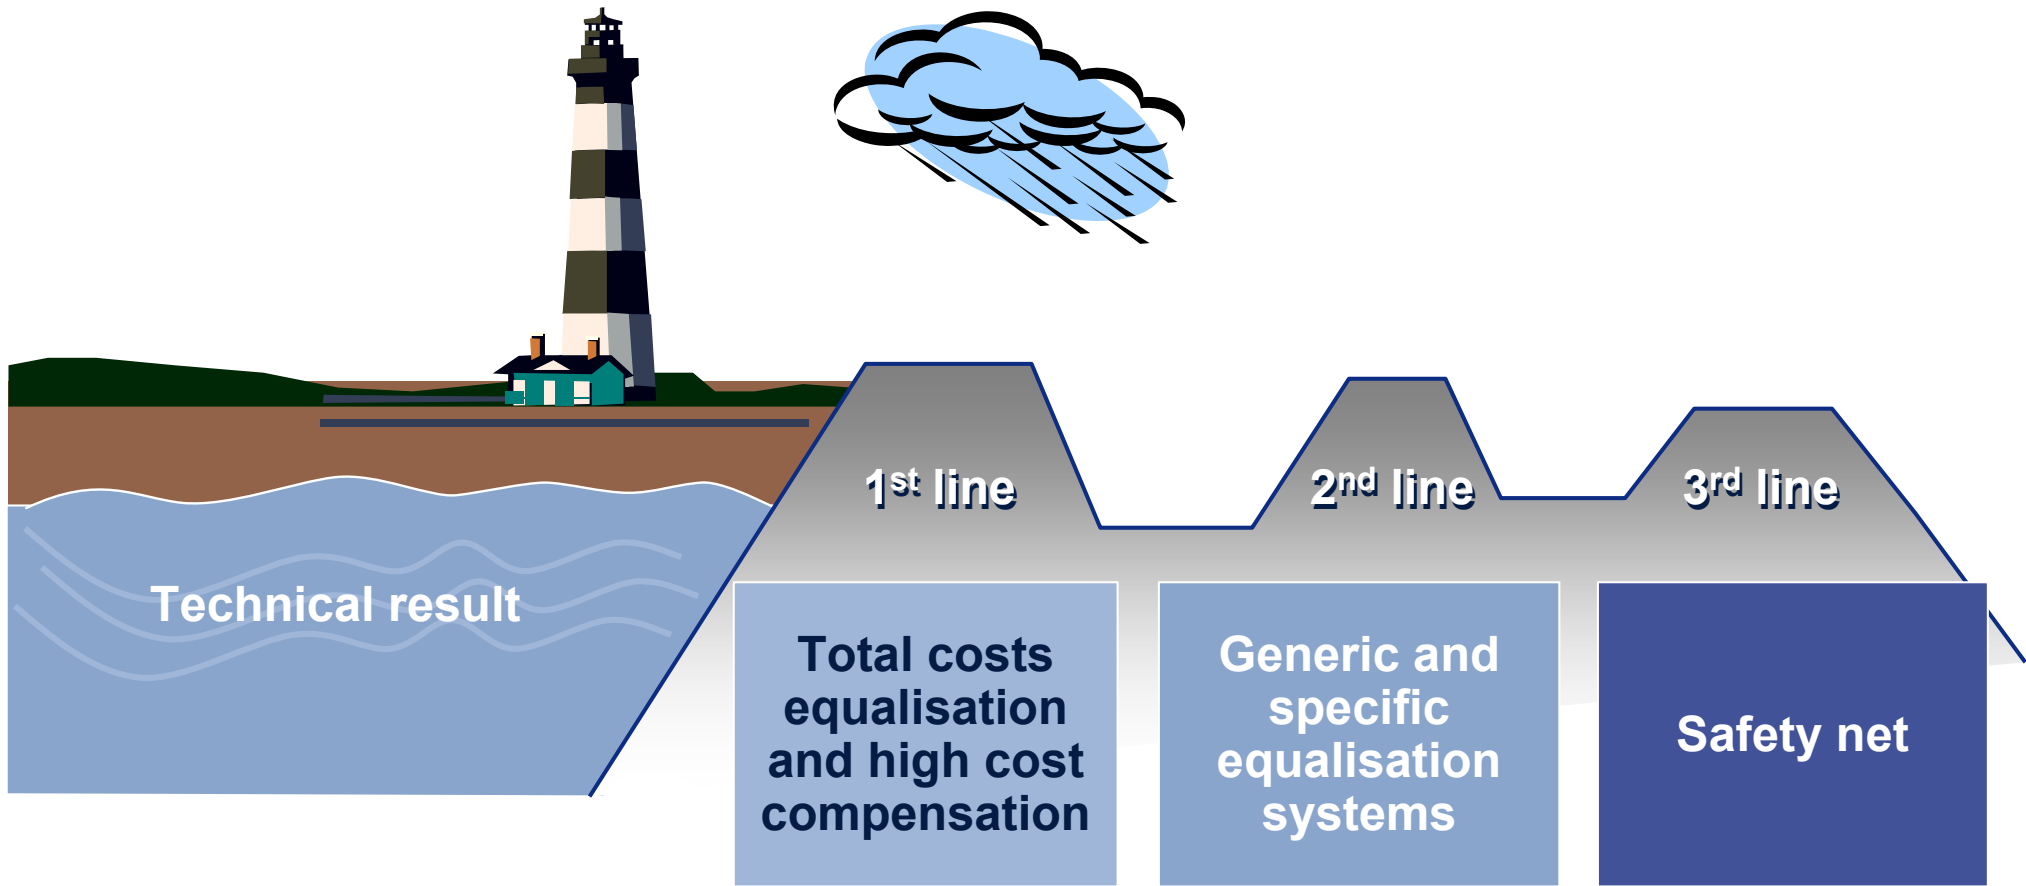 1st line
2nd line
3rd line
Technical result
Total costs
equalisation
and high cost
compensation
Generic and
specific
equalisation
systems
Safety net